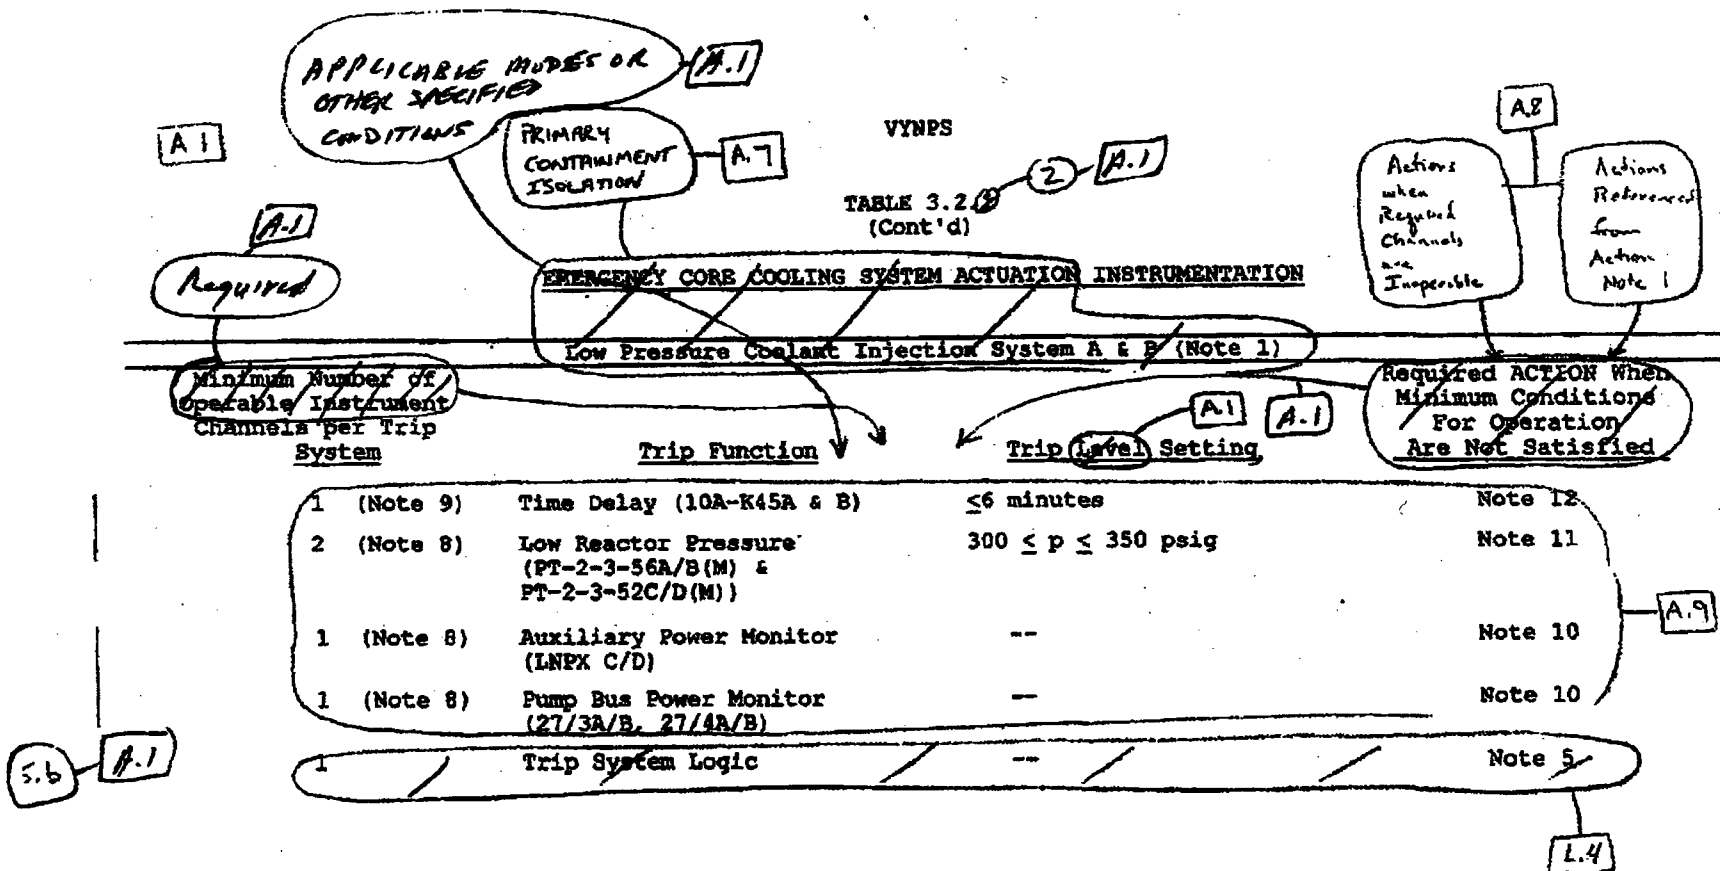 APPLICABLE MODES OR
OTHER SPECIFIED
CONDITIONS
A.1
A 1
PRIMARY
CONTAINMENT
ISOLATION
A.7
VYNPS
A.8
2
A.1
TABLE 3.2.
(Cont'd)
Actions
when
Required
Channels
are
Inoperable
Actions
Referenced
from
Action
Note 1
A.1
Required
EMERGENCY CORE COOLING SYSTEM ACTUATION INSTRUMENTATION
Low Pressure Coolant Injection System A & B (Note 1)
Minimum Number of
Operable Instrument
Channels per Trip
System
Trip Function
Trip Level Setting
A.1
A.1
Required ACTION When
Minimum Conditions
For Operation
Are Not Satisfied
1 (Note 9) Time Delay (10A-K45A & B) ≤6 minutes Note 12
2 (Note 8) Low Reactor Pressure 300 ≤ p ≤ 350 psig Note 11
(PT-2-3-56A/B(M) &
PT-2-3-52C/D(M))
A.9
1 (Note 8) Auxiliary Power Monitor -- Note 10
(LNPX C/D)
1 (Note 8) Pump Bus Power Monitor -- Note 10
(27/3A/B, 27/4A/B)
5.b
A.1
1 Trip System Logic -- Note 5
L.4